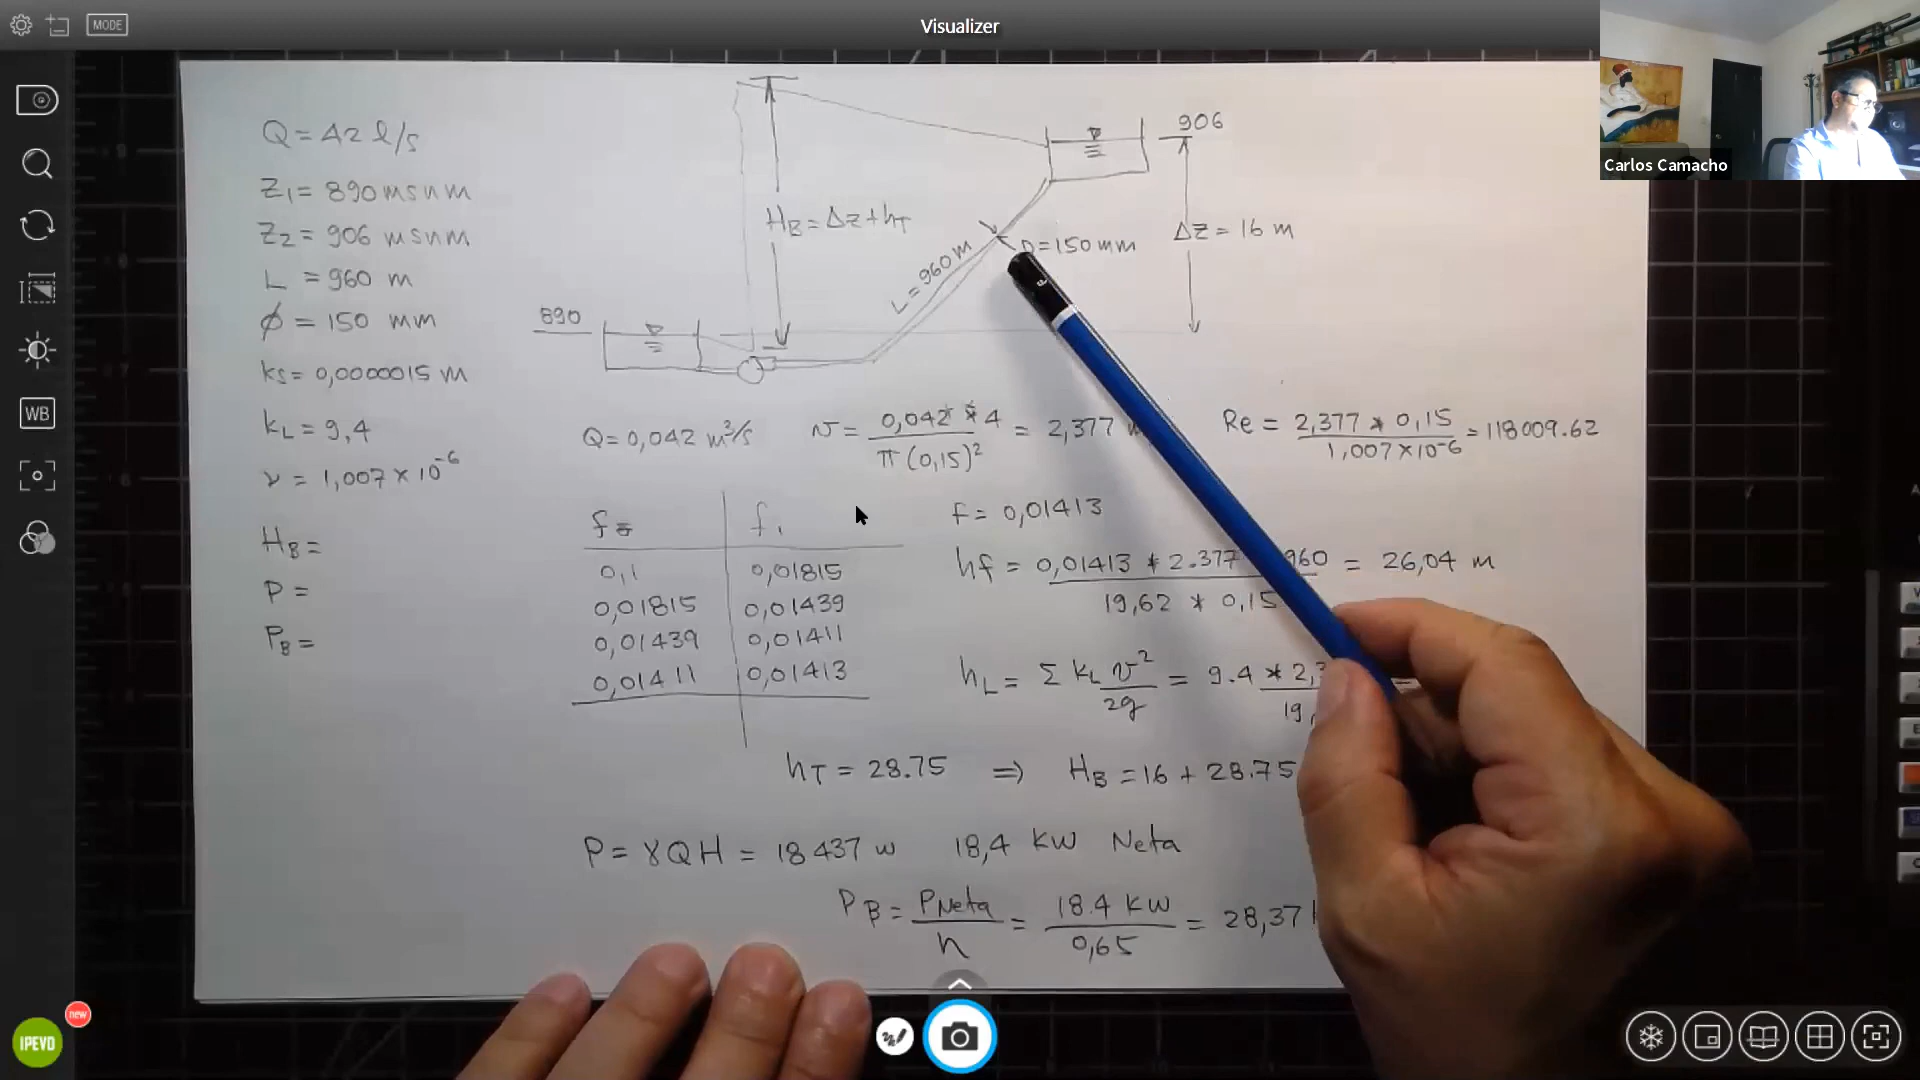 MODE
Visualizer
Carlos Camacho
WB
Q = 42 l/s
Z1 = 890 msnm
Z2 = 906 msnm
L = 960 m
ϕ = 150 mm
ks = 0,0000015 m
kL = 9,4
ν = 1,007 × 10^-6
HB =
P =
PB =
906
HB = Δz + hT
Δz = 16 m
L = 960 m
D = 150 mm
890
Q = 0,042 m³/s
v = 0,042 * 4 / π (0,15)² = 2,377
Re = 2,377 * 0,15 / 1,007×10^-6 = 118009.62
f
0,1 0,01815
0,01815 0,01439
0,01439 0,01411
0,01411 0,01413
f = 0,01413
hf = 0,01413 * 2.377 960 / 19,62 * 0,15 = 26,04 m
hL = Σ kL v²/2g = 9.4 *
hT = 28.75 ⇒ HB = 16 + 28.75
P = γQH = 18437 w 18,4 KW Neta
PB = PNeta / η = 18.4 KW / 0,65 = 28,37
new
IPEVO